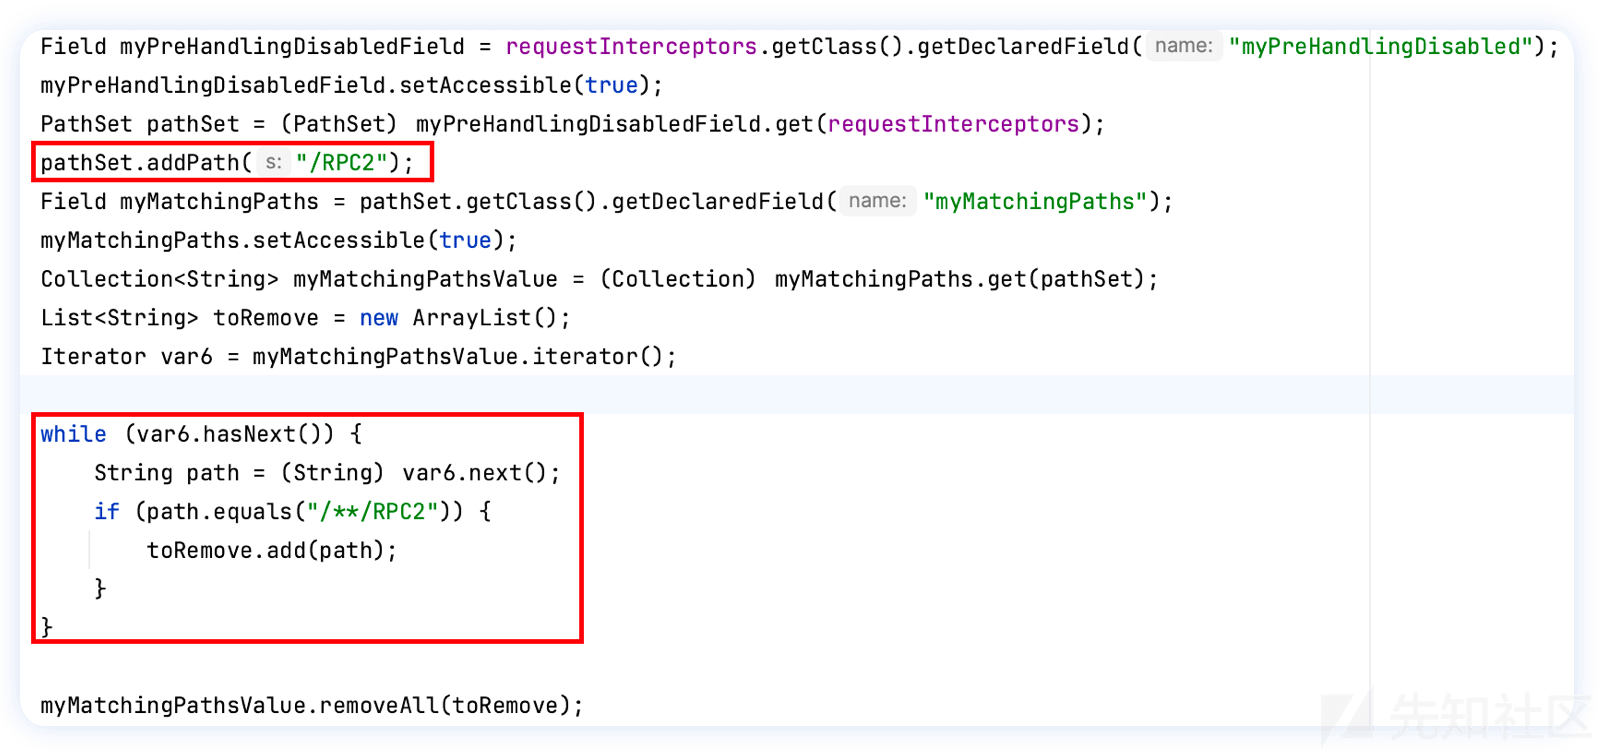 Field myPreHandlingDisabledField = requestInterceptors.getClass().getDeclaredField( name: "myPreHandlingDisabled");
myPreHandlingDisabledField.setAccessible(true);
PathSet pathSet = (PathSet) myPreHandlingDisabledField.get(requestInterceptors);
pathSet.addPath( s: "/RPC2");
Field myMatchingPaths = pathSet.getClass().getDeclaredField( name: "myMatchingPaths");
myMatchingPaths.setAccessible(true);
Collection<String> myMatchingPathsValue = (Collection) myMatchingPaths.get(pathSet);
List<String> toRemove = new ArrayList();
Iterator var6 = myMatchingPathsValue.iterator();
while (var6.hasNext()) {
String path = (String) var6.next();
if (path.equals("/**/RPC2")) {
toRemove.add(path);
}
}
myMatchingPathsValue.removeAll(toRemove);
先知社区